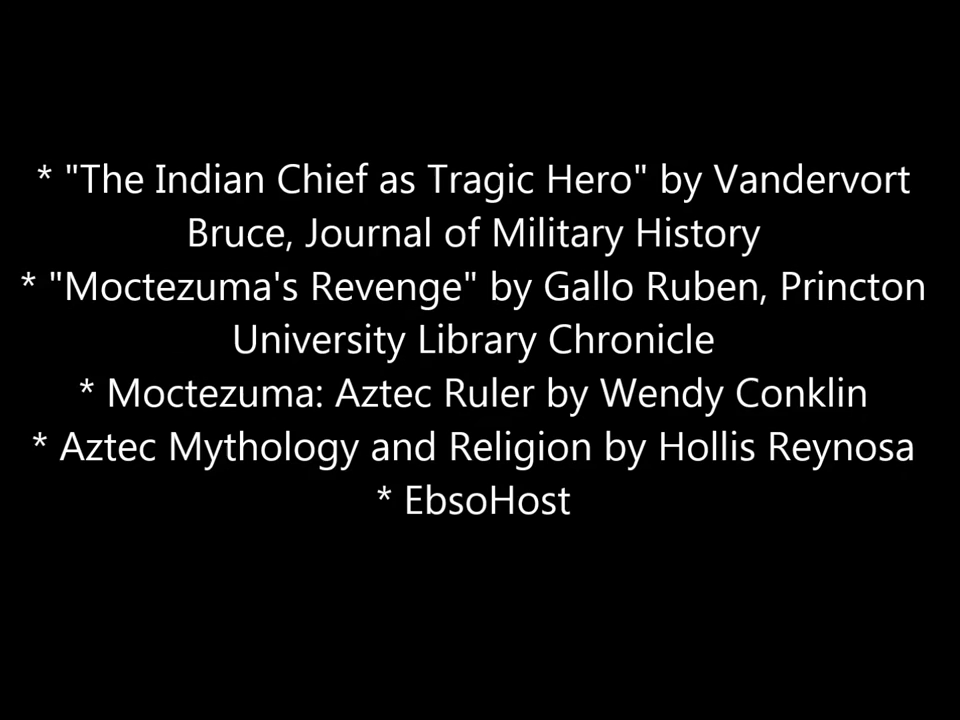 * "The Indian Chief as Tragic Hero" by Vandervort
Bruce, Journal of Military History
* "Moctezuma's Revenge" by Gallo Ruben, Princton
University Library Chronicle
* Moctezuma: Aztec Ruler by Wendy Conklin
* Aztec Mythology and Religion by Hollis Reynosa
* EbsoHost